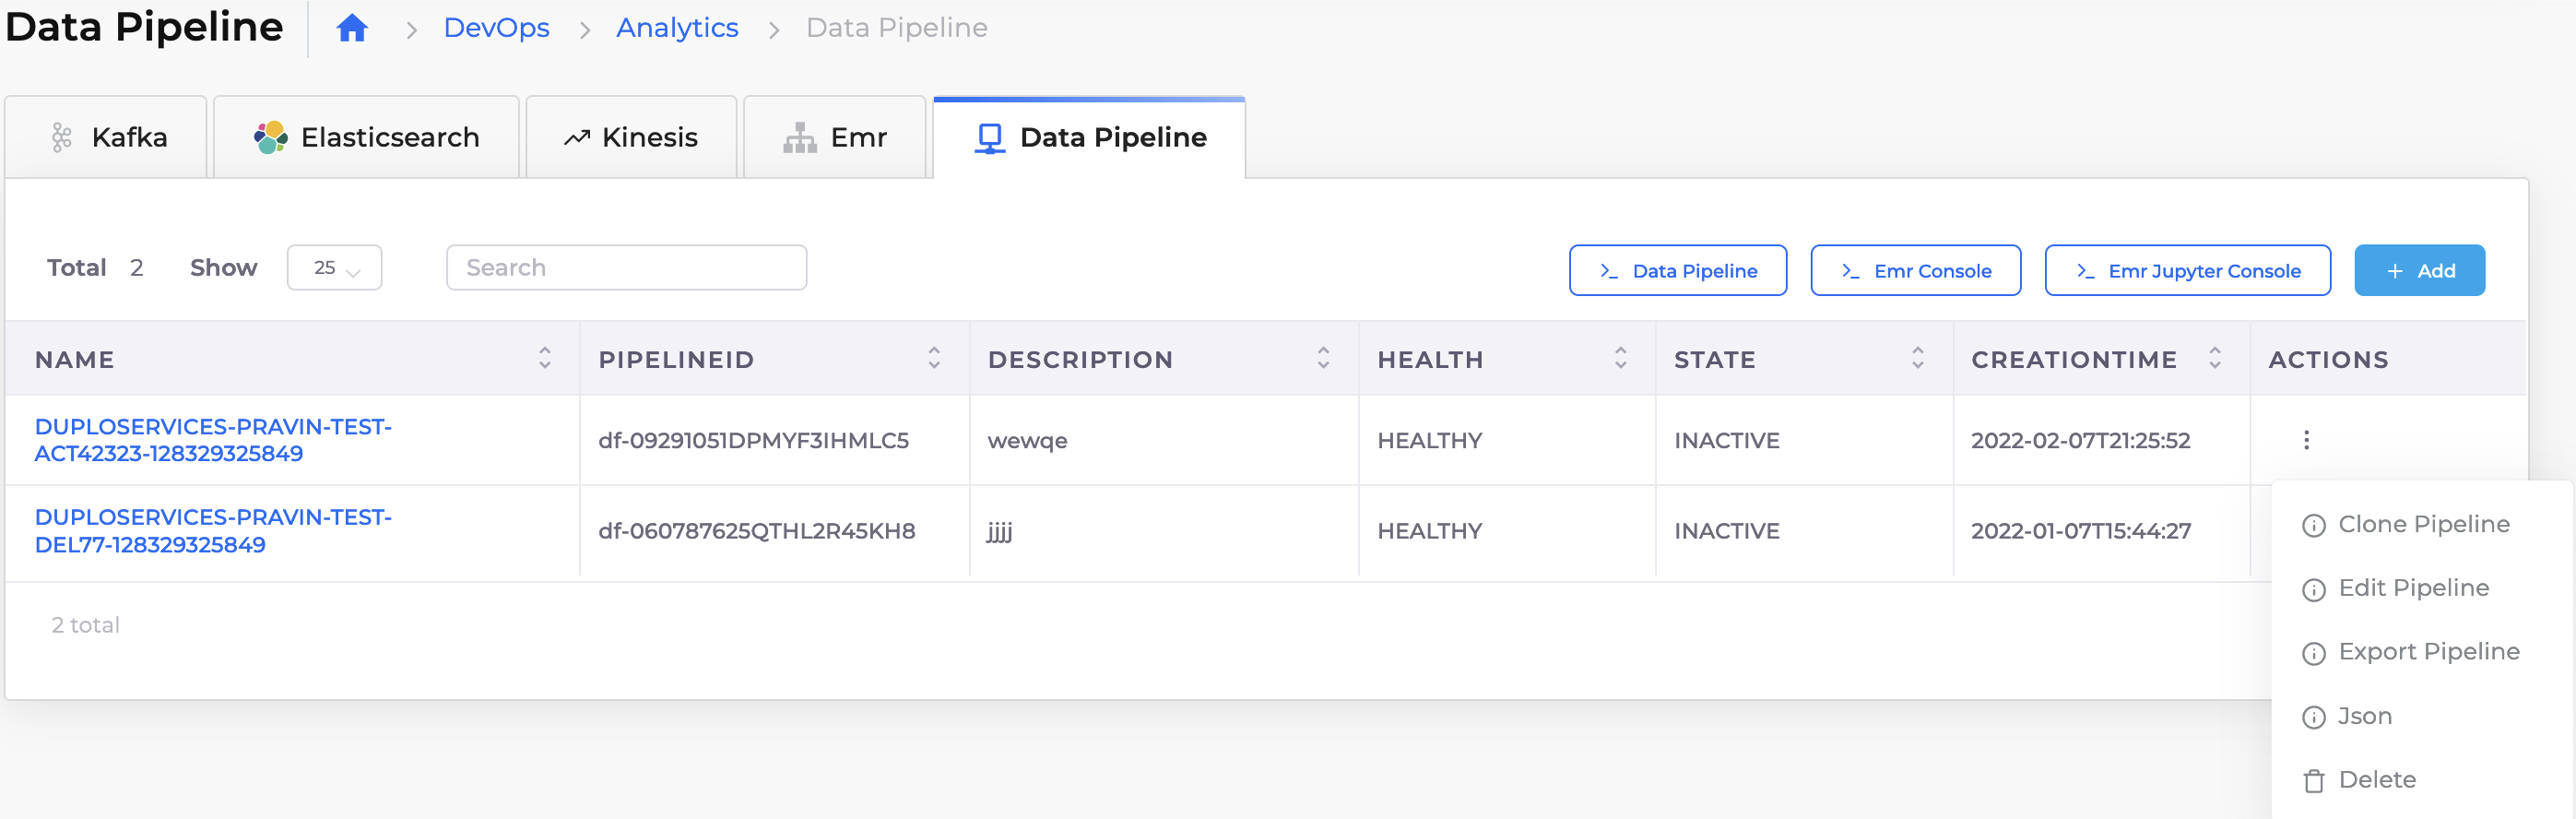 Data Pipeline
DevOps
Analytics
Data Pipeline
Kafka
Elasticsearch
Kinesis
Emr
Data Pipeline
Total 2 Show 25 Search
Data Pipeline
Emr Console
Emr Jupyter Console
+ Add
NAME PIPELINEID DESCRIPTION HEALTH STATE CREATIONTIME ACTIONS
DUPLOSERVICES-PRAVIN-TEST-
ACT42323-128329325849
df-09291051DPMYF3IHMLC5 wewqe HEALTHY INACTIVE 2022-02-07T21:25:52
DUPLOSERVICES-PRAVIN-TEST-
DEL77-128329325849
df-060787625QTHL2R45KH8 jjjj HEALTHY INACTIVE 2022-01-07T15:44:27
2 total
Clone Pipeline
Edit Pipeline
Export Pipeline
Json
Delete